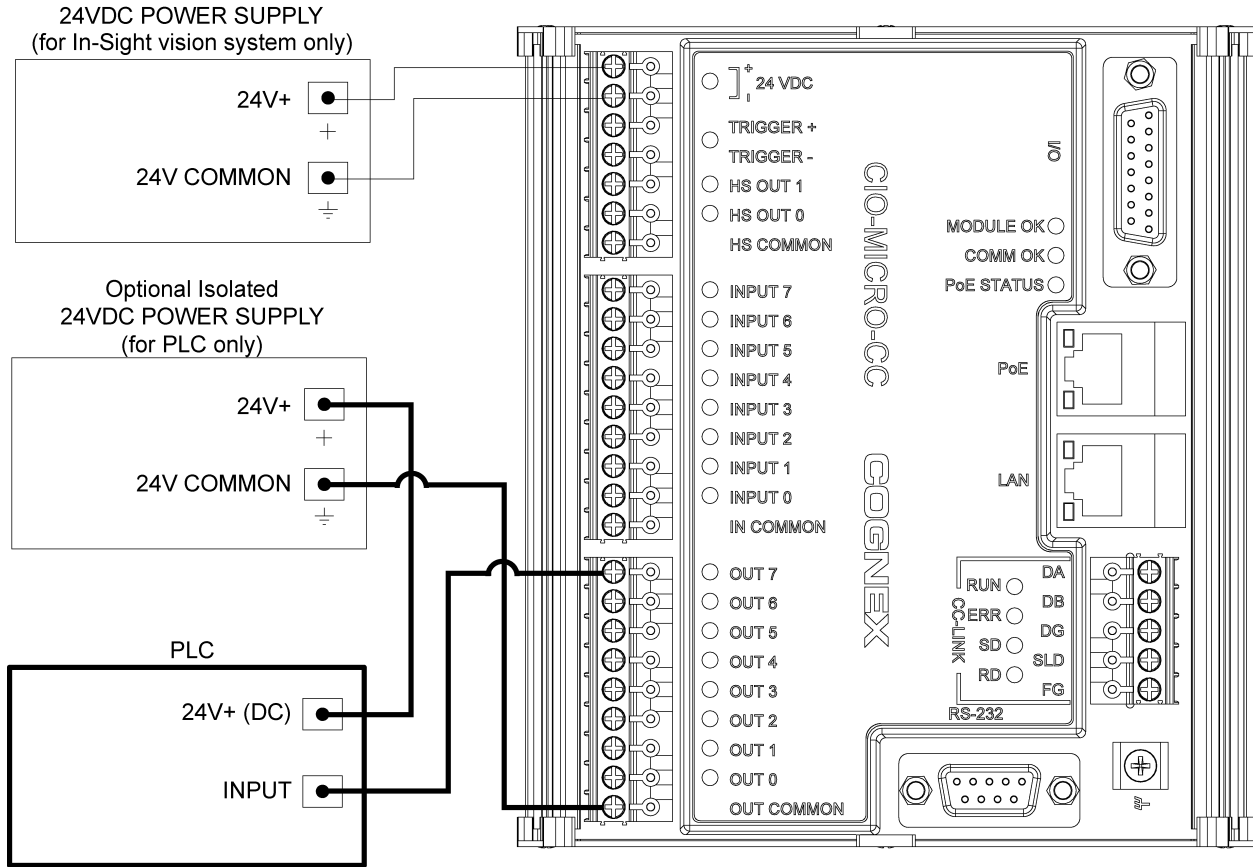 24VDC POWER SUPPLY
(for In-Sight vision system only)
24V+
+
24V COMMON
Optional Isolated
24VDC POWER SUPPLY
(for PLC only)
24V+
+
24V COMMON
PLC
24V+ (DC)
INPUT
+
-
24 VDC
TRIGGER +
TRIGGER -
HS OUT 1
HS OUT 0
HS COMMON
INPUT 7
INPUT 6
INPUT 5
INPUT 4
INPUT 3
INPUT 2
INPUT 1
INPUT 0
IN COMMON
OUT 7
OUT 6
OUT 5
OUT 4
OUT 3
OUT 2
OUT 1
OUT 0
OUT COMMON
CIO-MICRO-CC
COGNEX
I/O
MODULE OK
COMM OK
PoE STATUS
PoE
LAN
CC-LINK
RUN
ERR
SD
RD
DA
DB
DG
SLD
FG
RS-232